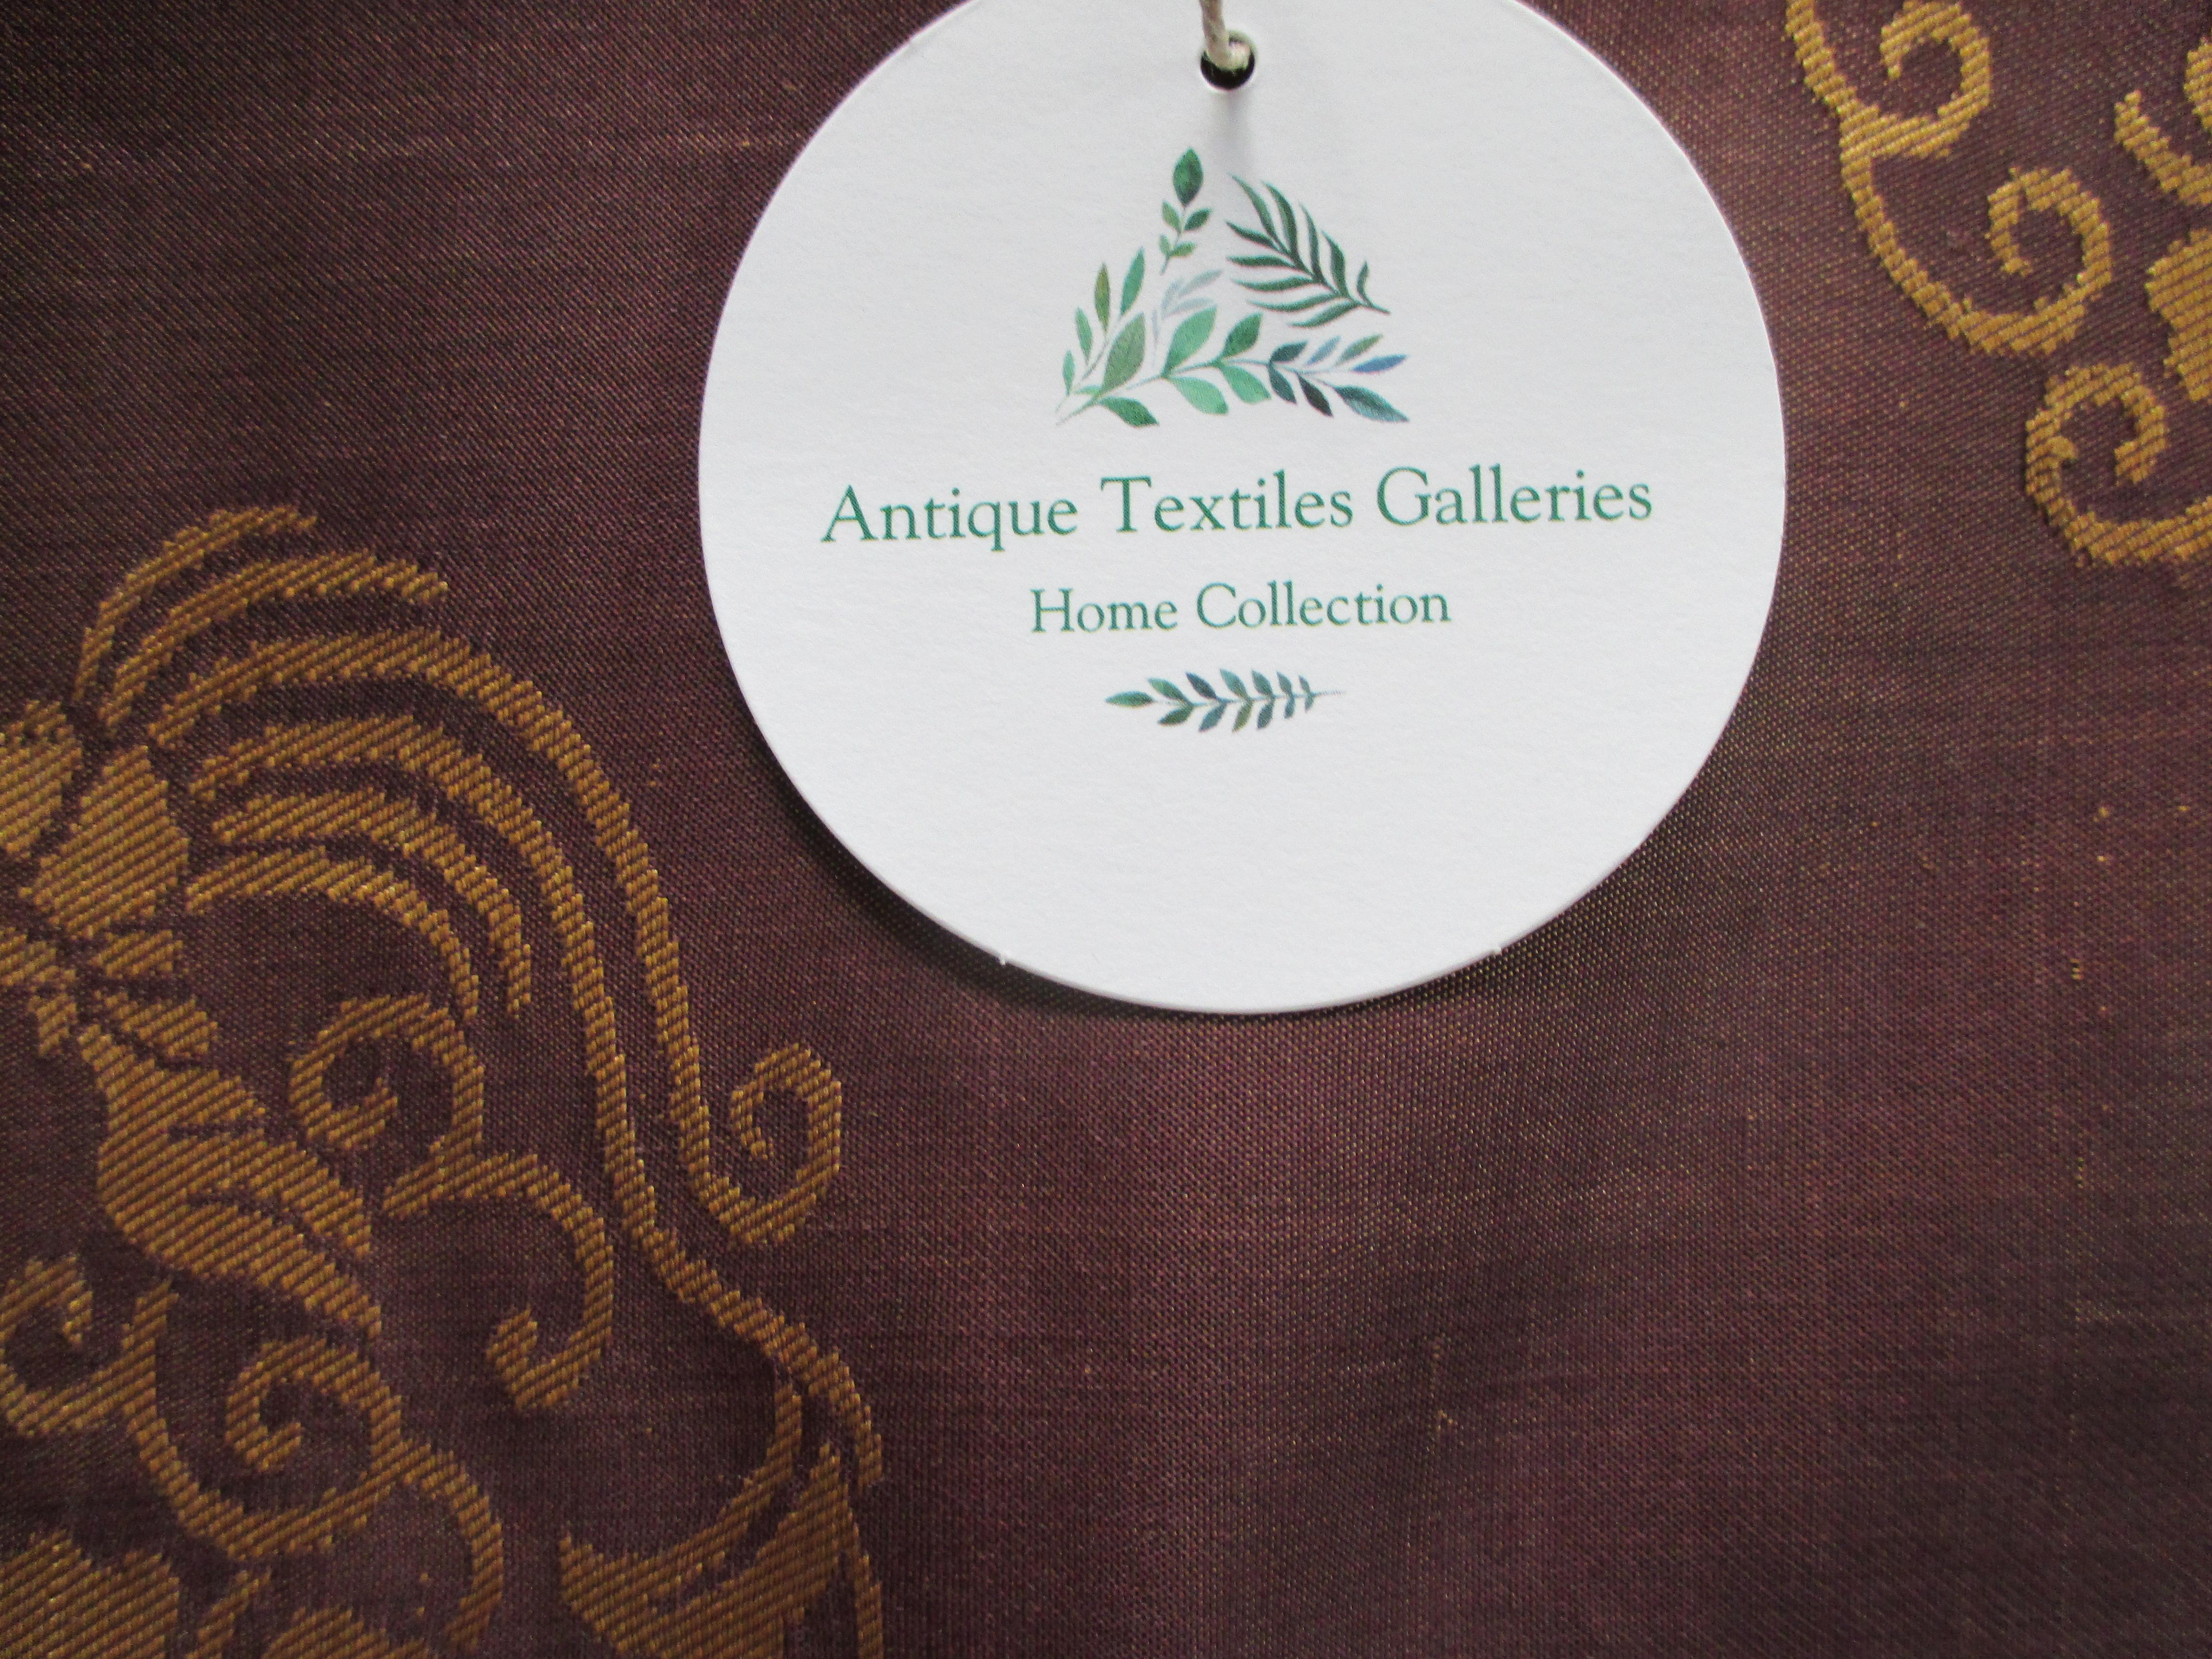 Antique Textiles Galleries
Home Collection